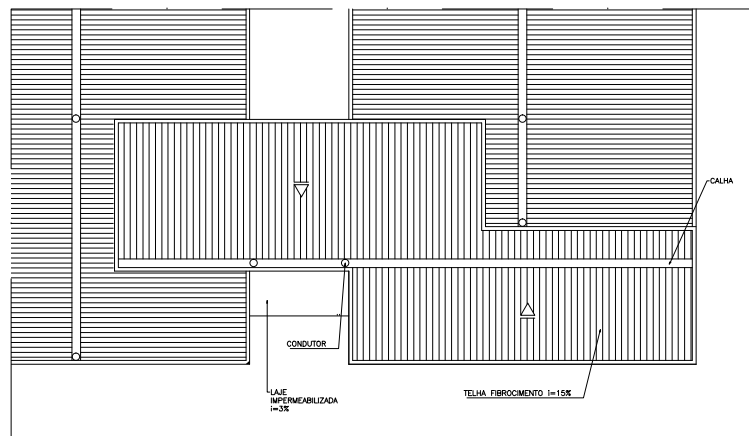 CALHA
CONDUTOR
LAJE
IMPERMEABILIZADA
i=3%
TELHA FIBROCIMENTO i=15%